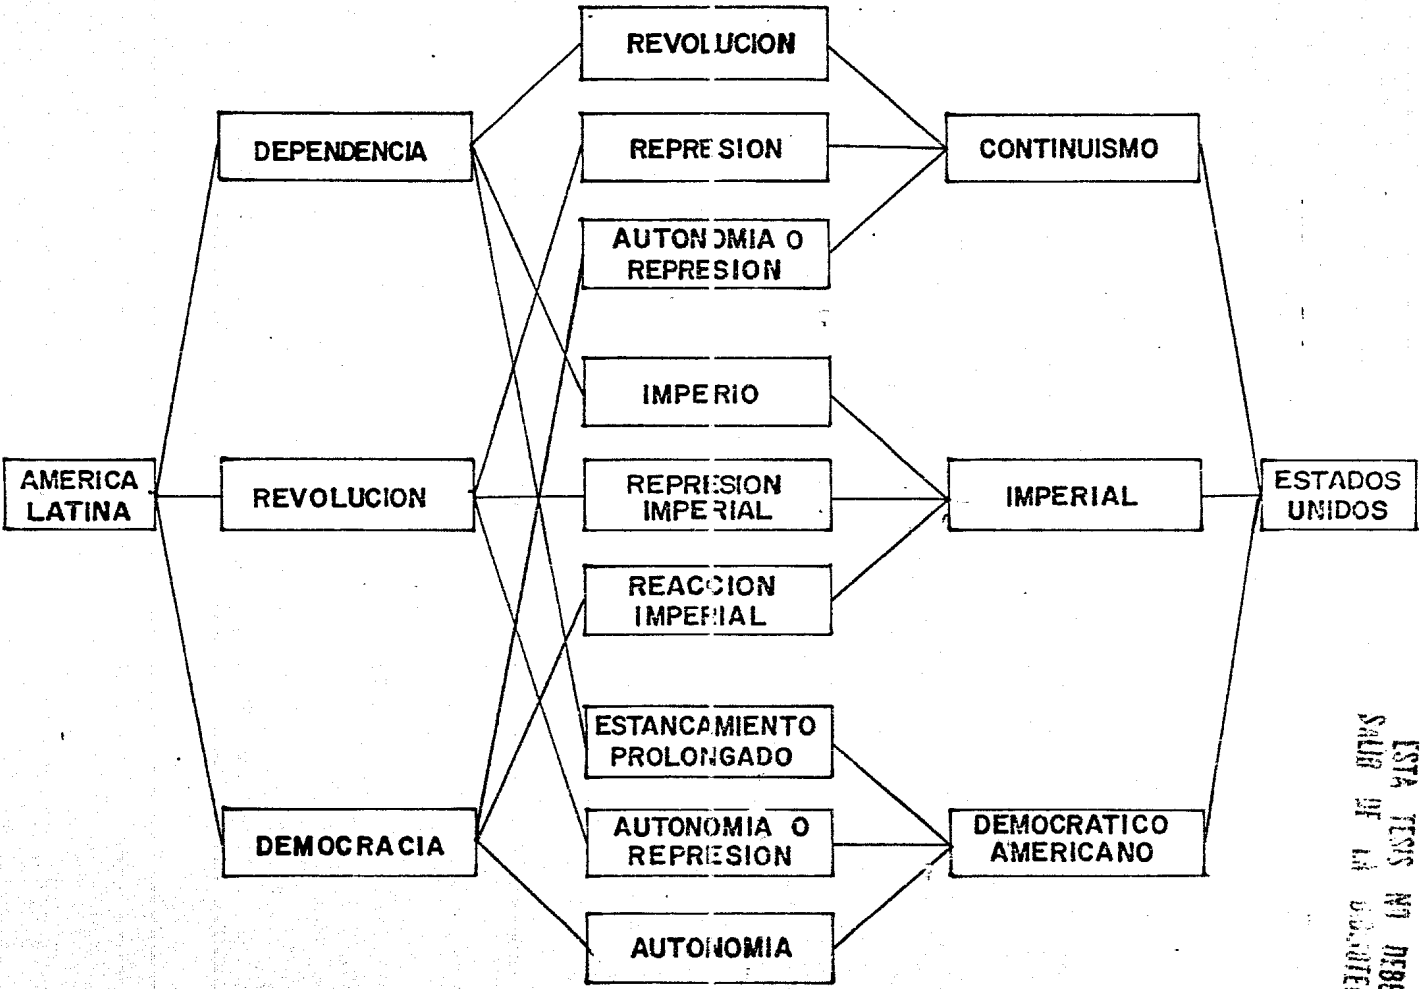 REVOLUCION
DEPENDENCIA
REPRESION
CONTINUISMO
AUTONOMIA O
REPRESION
IMPERIO
AMERICA
LATINA
REVOLUCION
REPRESION
IMPERIAL
IMPERIAL
ESTADOS
UNIDOS
REACCION
IMPERIAL
ESTANCAMIENTO
PROLONGADO
DEMOCRACIA
AUTONOMIA O
REPRESION
DEMOCRATICO
AMERICANO
AUTONOMIA
ESTA TESIS NO DEBE
SALIR DE LA